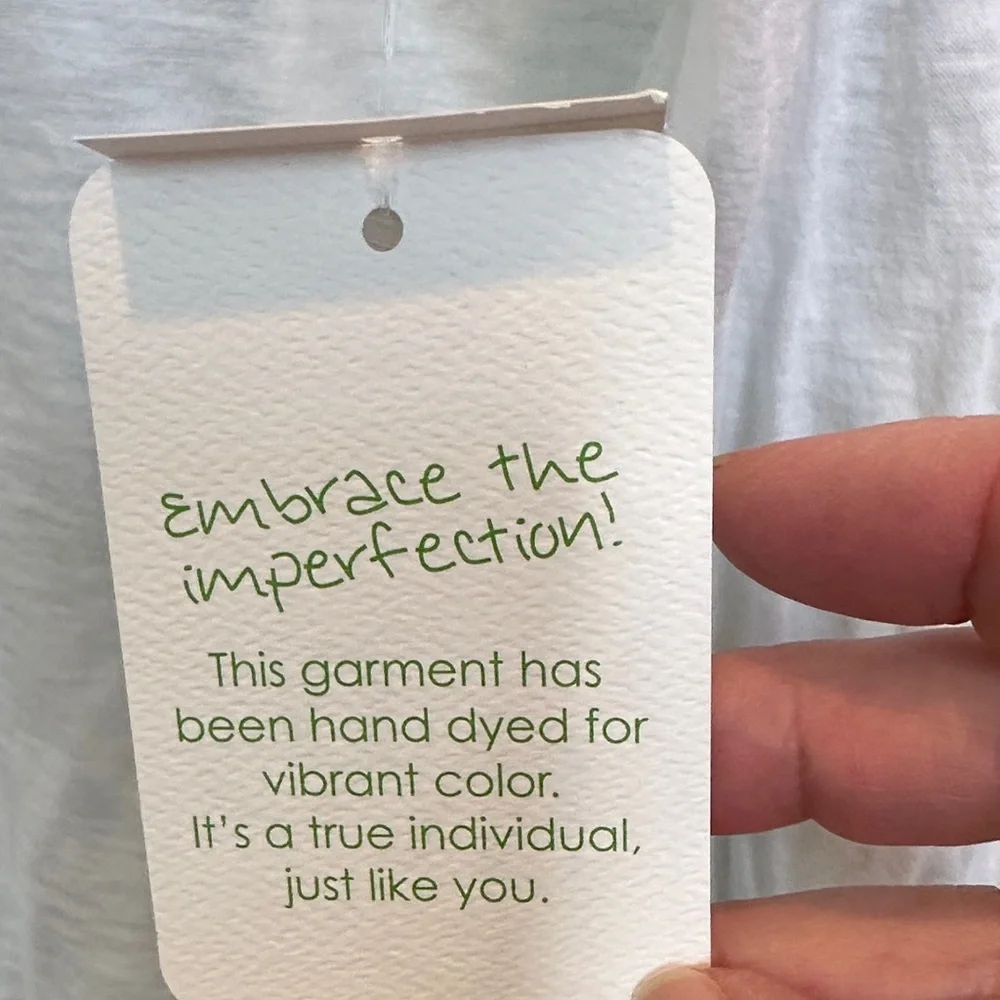 Embrace the
imperfection!
This garment has
been hand dyed for
vibrant color.
It's a true individual,
just like you.